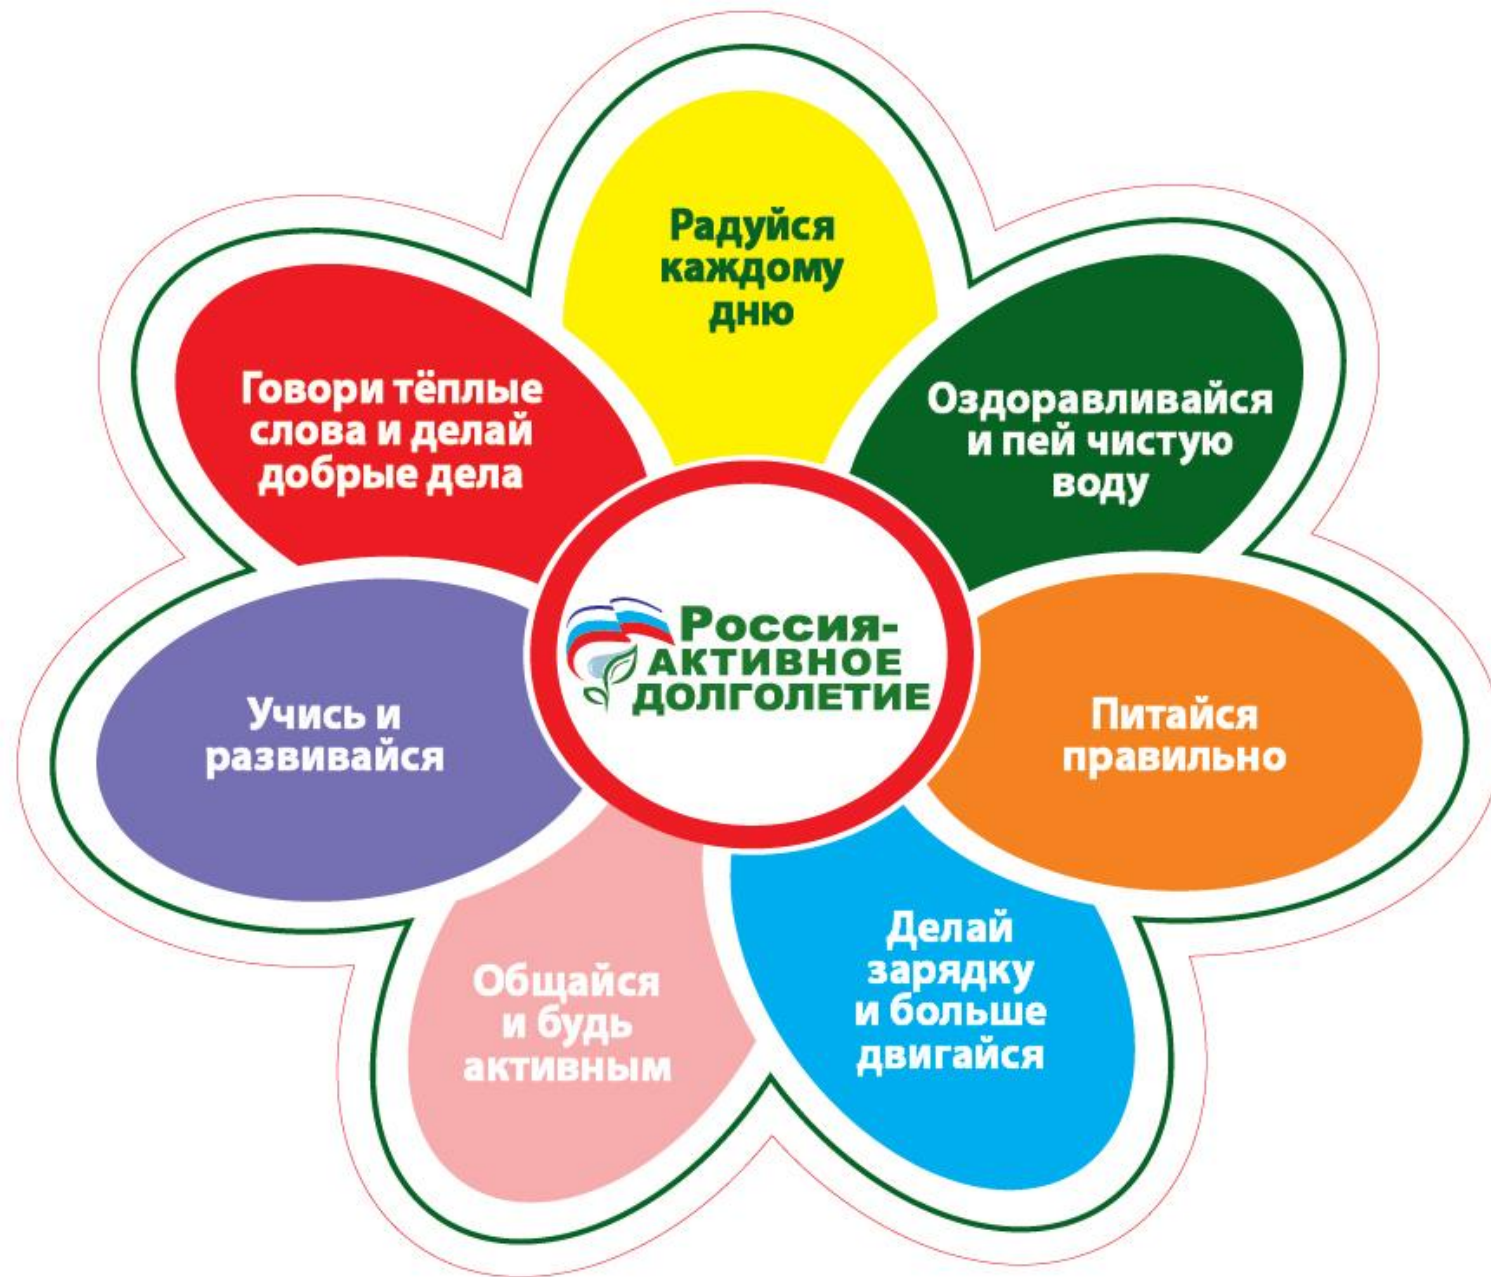 Радуйся
каждому
дню
Оздоравливайся
и пей чистую
воду
Питайся
правильно
Делай
зарядку
и больше
двигайся
Общайся
и будь
активным
Учись и
развивайся
Говори тёплые
слова и делай
добрые дела
Россия-
АКТИВНОЕ
ДОЛГОЛЕТИЕ